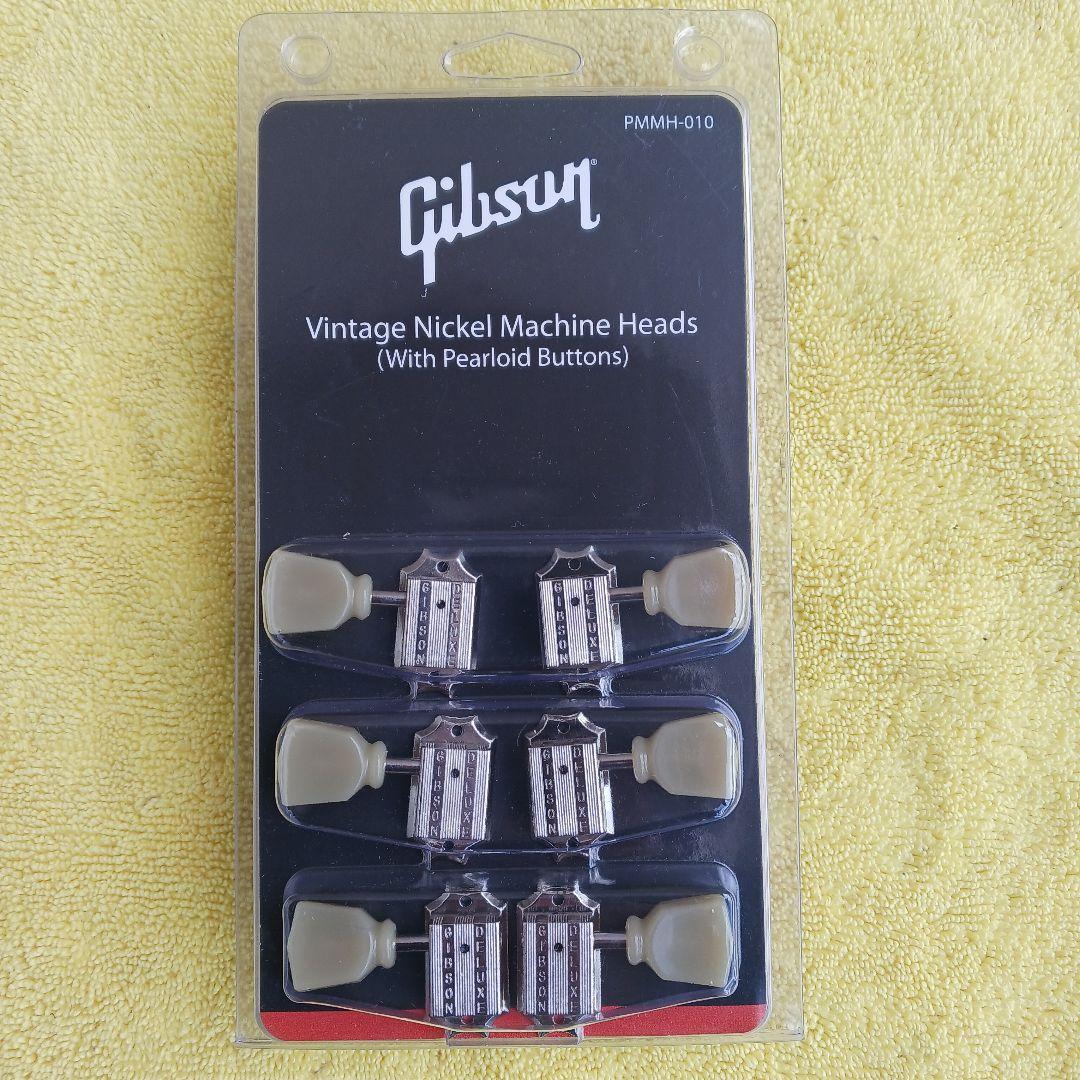 PMMH-010
Gibson®
Vintage Nickel Machine Heads
(With Pearloid Buttons)
GIBSON DELUXE
GIBSON DELUXE
GIBSON DELUXE
GIBSON DELUXE
GIBSON DELUXE
GIBSON DELUXE